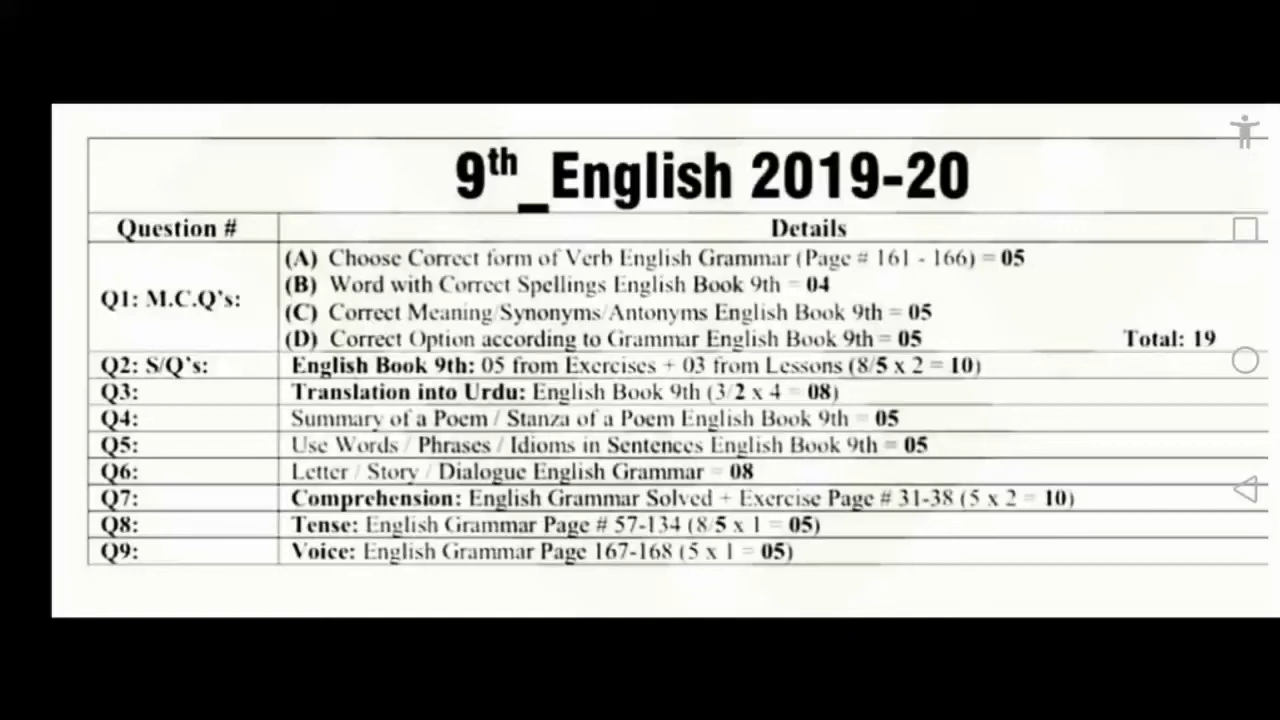 9th_English 2019-20
Question # Details
Q1: M.C.Q's:
(A) Choose Correct form of Verb English Grammar (Page # 161 - 166) = 05
(B) Word with Correct Spellings English Book 9th = 04
(C) Correct Meaning/Synonyms/Antonyms English Book 9th = 05
(D) Correct Option according to Grammar English Book 9th = 05 Total: 19
Q2: S/Q's: English Book 9th: 05 from Exercises + 03 from Lessons (8/5 x 2 = 10)
Q3: Translation into Urdu: English Book 9th (3/2 x 4 = 08)
Q4: Summary of a Poem / Stanza of a Poem English Book 9th = 05
Q5: Use Words / Phrases / Idioms in Sentences English Book 9th = 05
Q6: Letter / Story / Dialogue English Grammar = 08
Q7: Comprehension: English Grammar Solved + Exercise Page # 31-38 (5 x 2 = 10)
Q8: Tense: English Grammar Page # 57-134 (8/5 x 1 = 05)
Q9: Voice: English Grammar Page 167-168 (5 x 1 = 05)